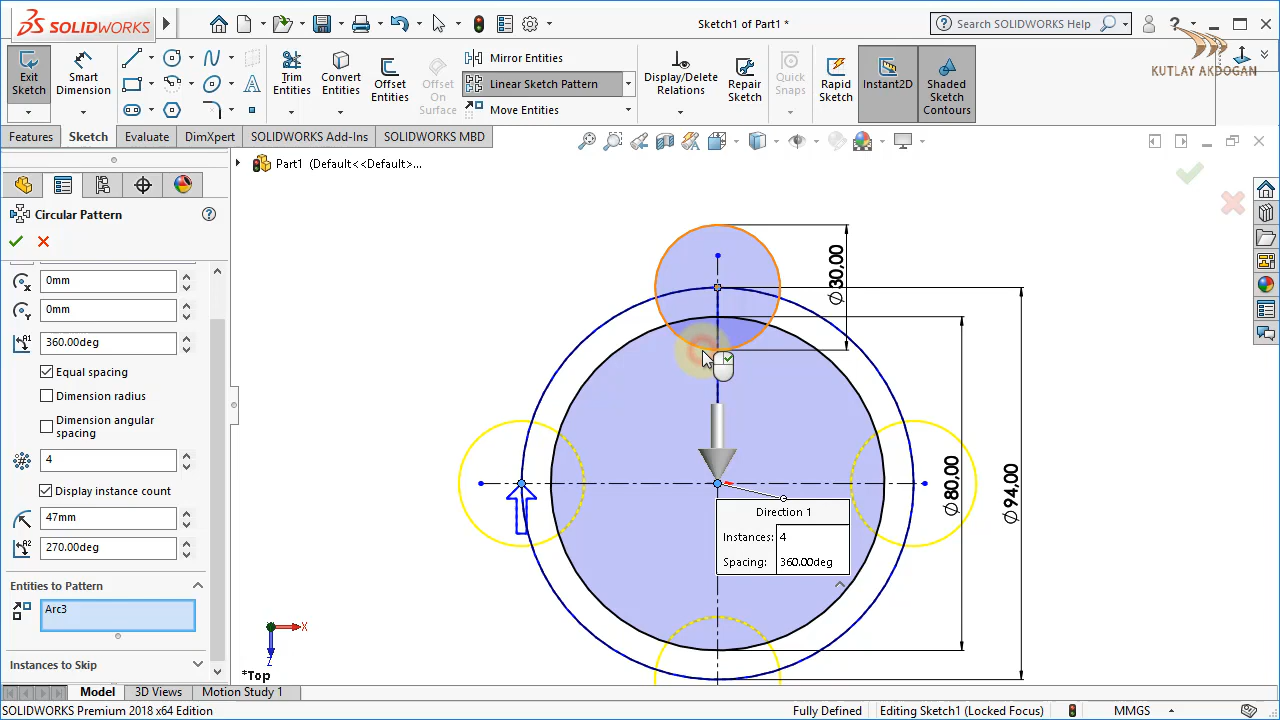 SOLIDWORKS
Sketch1 of Part1 *
Search SOLIDWORKS Help
KUTLAY AKDOGAN
Exit Sketch
Smart Dimension
Trim Entities
Convert Entities
Offset Entities
Offset On Surface
Mirror Entities
Linear Sketch Pattern
Move Entities
Display/Delete Relations
Repair Sketch
Quick Snaps
Rapid Sketch
Instant2D
Shaded Sketch Contours
Features
Sketch
Evaluate
DimXpert
SOLIDWORKS Add-Ins
SOLIDWORKS MBD
Part1 (Default<<Default>...
Circular Pattern
0mm
0mm
360.00deg
Equal spacing
Dimension radius
Dimension angular
spacing
4
Display instance count
47mm
270.00deg
Entities to Pattern
Arc3
Instances to Skip
Ø30,00
Ø80,00
Ø94,00
Direction 1
Instances: 4
Spacing: 360.00deg
X
Z
*Top
Model
3D Views
Motion Study 1
SOLIDWORKS Premium 2018 x64 Edition
Fully Defined
Editing Sketch1 (Locked Focus)
MMGS